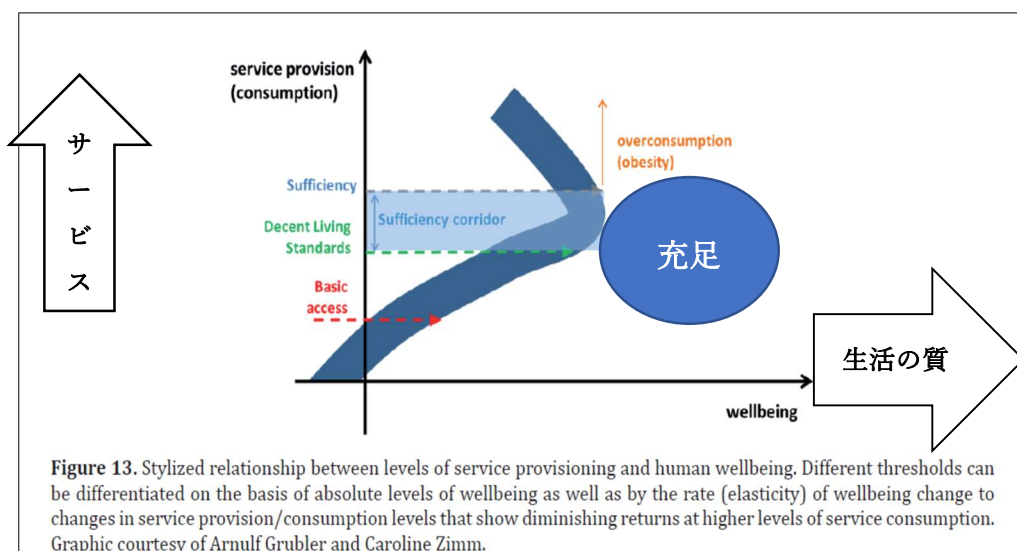 サービス
service provision
(consumption)
overconsumption
(obesity)
Sufficiency
Sufficiency corridor
Decent Living
Standards
充足
Basic
access
生活の質
wellbeing
Figure 13. Stylized relationship between levels of service provisioning and human wellbeing. Different thresholds can
be differentiated on the basis of absolute levels of wellbeing as well as by the rate (elasticity) of wellbeing change to
changes in service provision/consumption levels that show diminishing returns at higher levels of service consumption.
Graphic courtesy of Arnulf Grubler and Caroline Zimm.